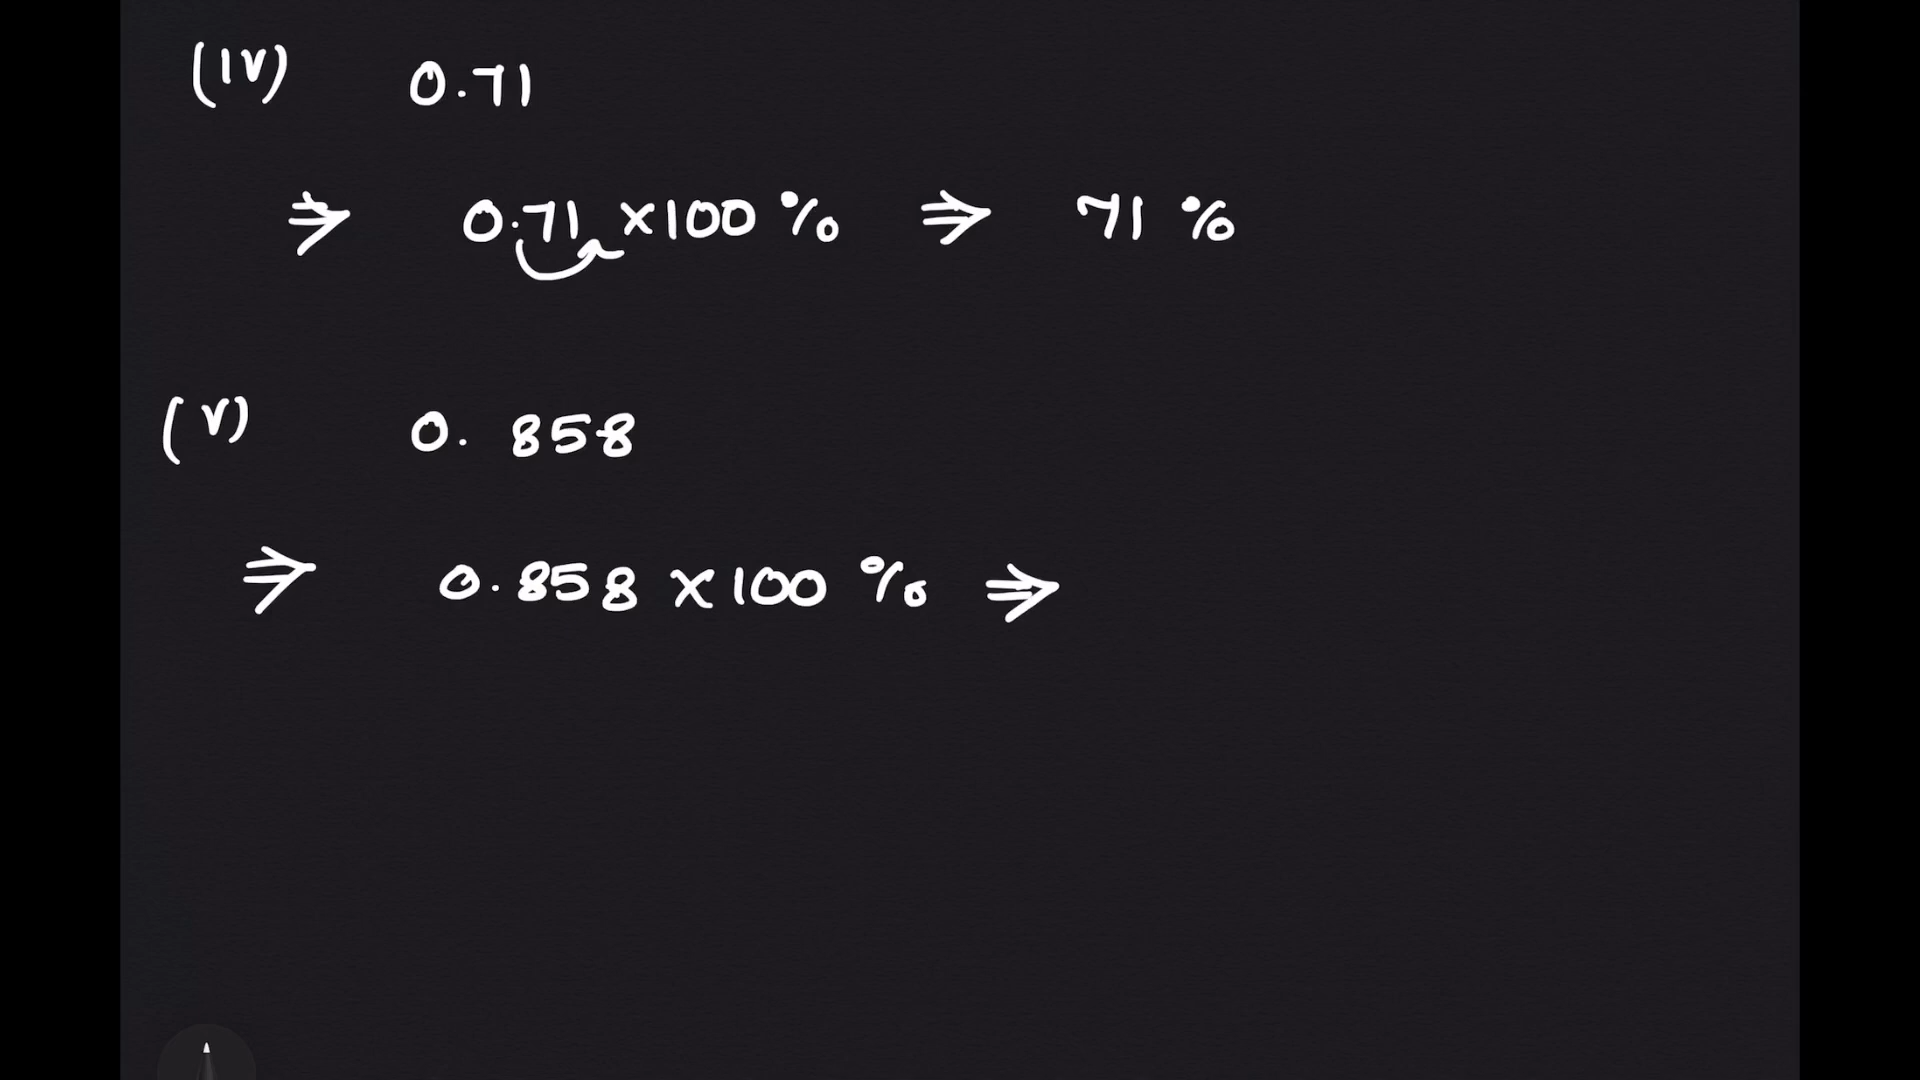 (IV) 0.71
⇒ 0.71 ×100 % ⇒ 71 %
(V) 0. 858
⇒ 0.858 ×100 % ⇒